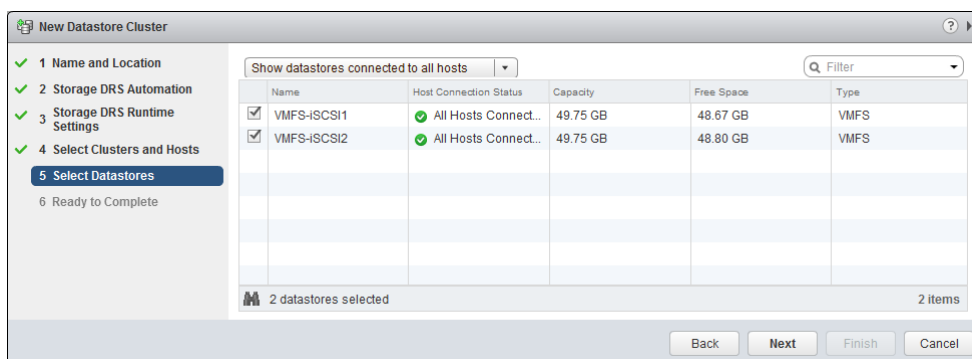 New Datastore Cluster
?
1 Name and Location
2 Storage DRS Automation
3 Storage DRS Runtime
Settings
4 Select Clusters and Hosts
5 Select Datastores
6 Ready to Complete
Show datastores connected to all hosts
Filter
Name Host Connection Status Capacity Free Space Type
VMFS-iSCSI1 All Hosts Connect... 49.75 GB 48.67 GB VMFS
VMFS-iSCSI2 All Hosts Connect... 49.75 GB 48.80 GB VMFS
2 datastores selected 2 items
Back Next Finish Cancel